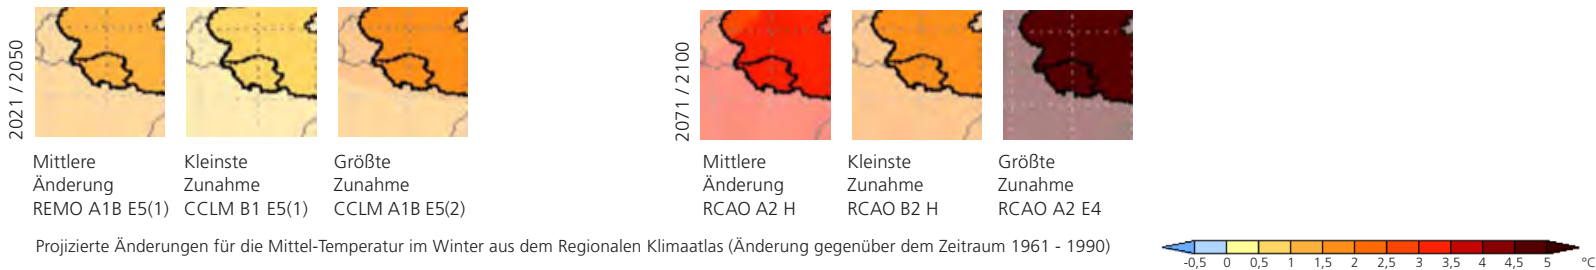 2021 / 2050
Mittlere
Änderung
REMO A1B E5(1)
Kleinste
Zunahme
CCLM B1 E5(1)
Größte
Zunahme
CCLM A1B E5(2)
2071 / 2100
Mittlere
Änderung
RCAO A2 H
Kleinste
Zunahme
RCAO B2 H
Größte
Zunahme
RCAO A2 E4
Projizierte Änderungen für die Mittel-Temperatur im Winter aus dem Regionalen Klimaatlas (Änderung gegenüber dem Zeitraum 1961 - 1990)
-0,5 0 0,5 1 1,5 2 2,5 3 3,5 4 4,5 5 °C